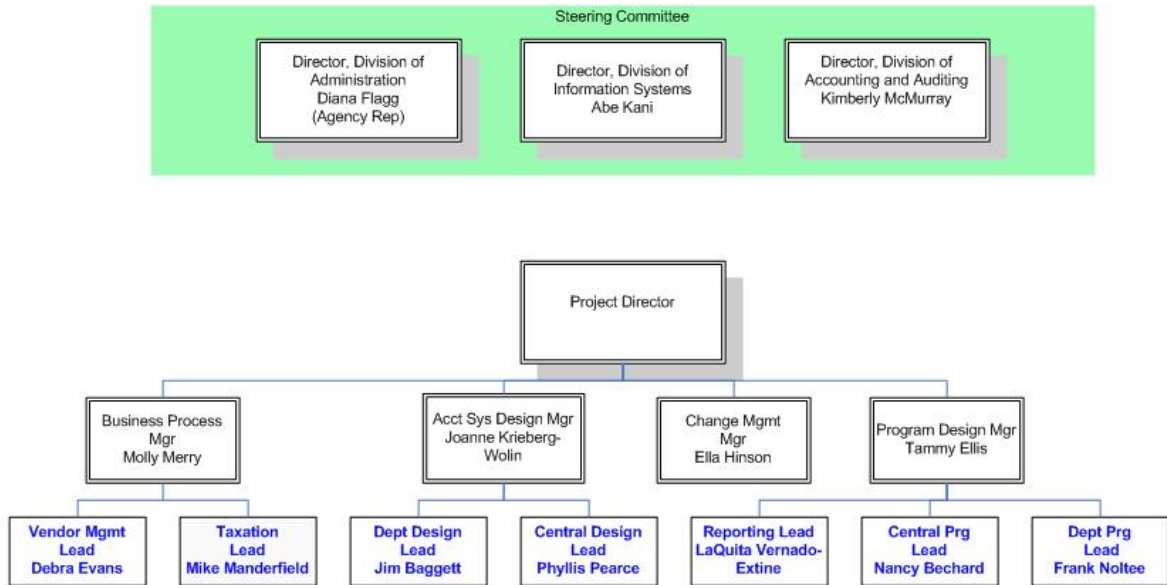 Steering Committee
Director, Division of
Administration
Diana Flagg
(Agency Rep)
Director, Division of
Information Systems
Abe Kani
Director, Division of
Accounting and Auditing
Kimberly McMurray
Project Director
Business Process
Mgr
Molly Merry
Acct Sys Design Mgr
Joanne Krieberg-
Wolin
Change Mgmt
Mgr
Ella Hinson
Program Design Mgr
Tammy Ellis
Vendor Mgmt
Lead
Debra Evans
Taxation
Lead
Mike Manderfield
Dept Design
Lead
Jim Baggett
Central Design
Lead
Phyllis Pearce
Reporting Lead
LaQuita Vernado-
Extine
Central Prg
Lead
Nancy Bechard
Dept Prg
Lead
Frank Noltee